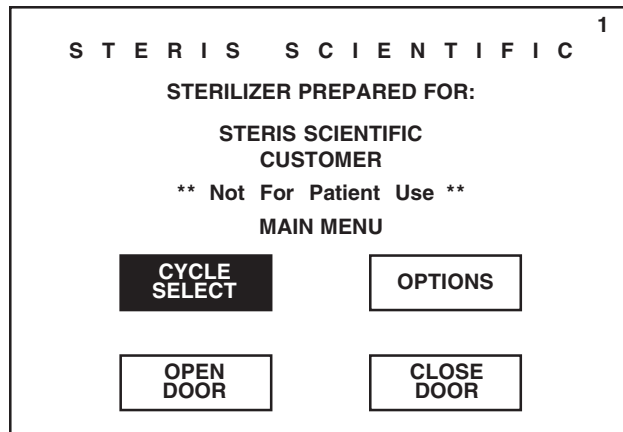 1
S T E R I S S C I E N T I F I C
STERILIZER PREPARED FOR:
STERIS SCIENTIFIC
CUSTOMER
** Not For Patient Use **
MAIN MENU
CYCLE
SELECT
OPTIONS
OPEN
DOOR
CLOSE
DOOR